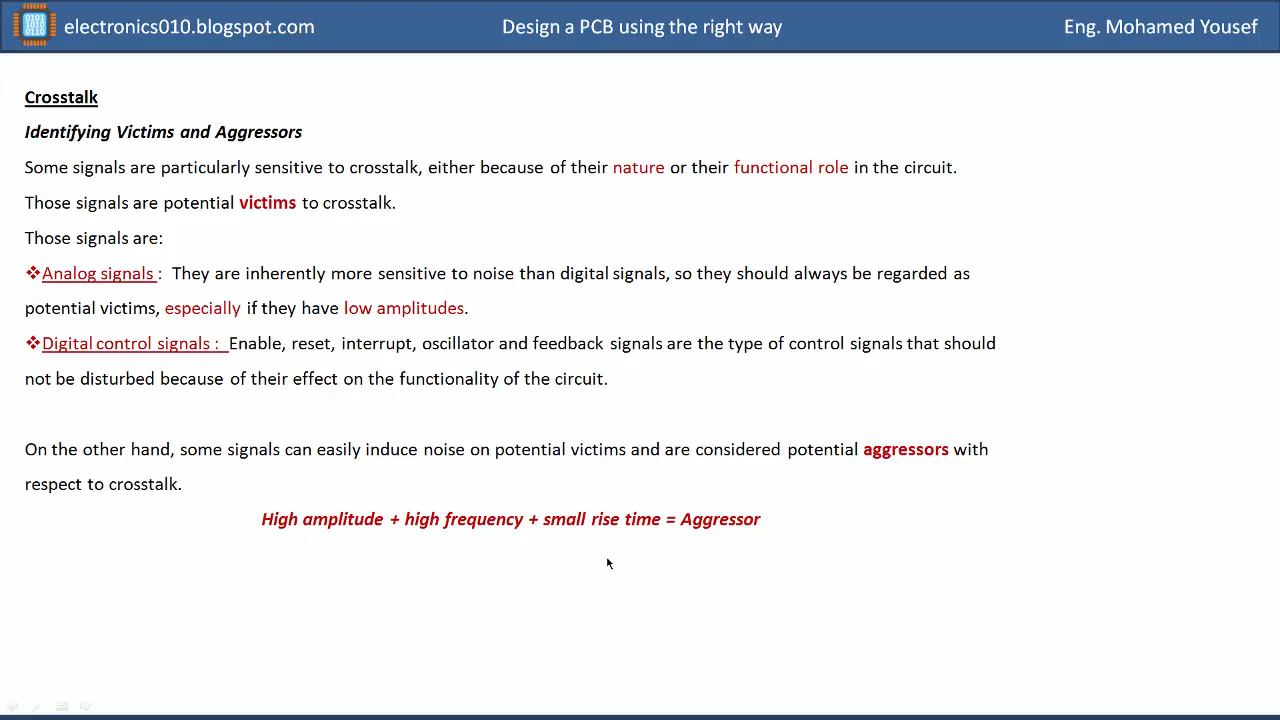 0101
1010
0110
electronics010.blogspot.com
Design a PCB using the right way
Eng. Mohamed Yousef
Crosstalk
Identifying Victims and Aggressors
Some signals are particularly sensitive to crosstalk, either because of their nature or their functional role in the circuit.
Those signals are potential victims to crosstalk.
Those signals are:
❖Analog signals : They are inherently more sensitive to noise than digital signals, so they should always be regarded as
potential victims, especially if they have low amplitudes.
❖Digital control signals : Enable, reset, interrupt, oscillator and feedback signals are the type of control signals that should
not be disturbed because of their effect on the functionality of the circuit.
On the other hand, some signals can easily induce noise on potential victims and are considered potential aggressors with
respect to crosstalk.
High amplitude + high frequency + small rise time = Aggressor